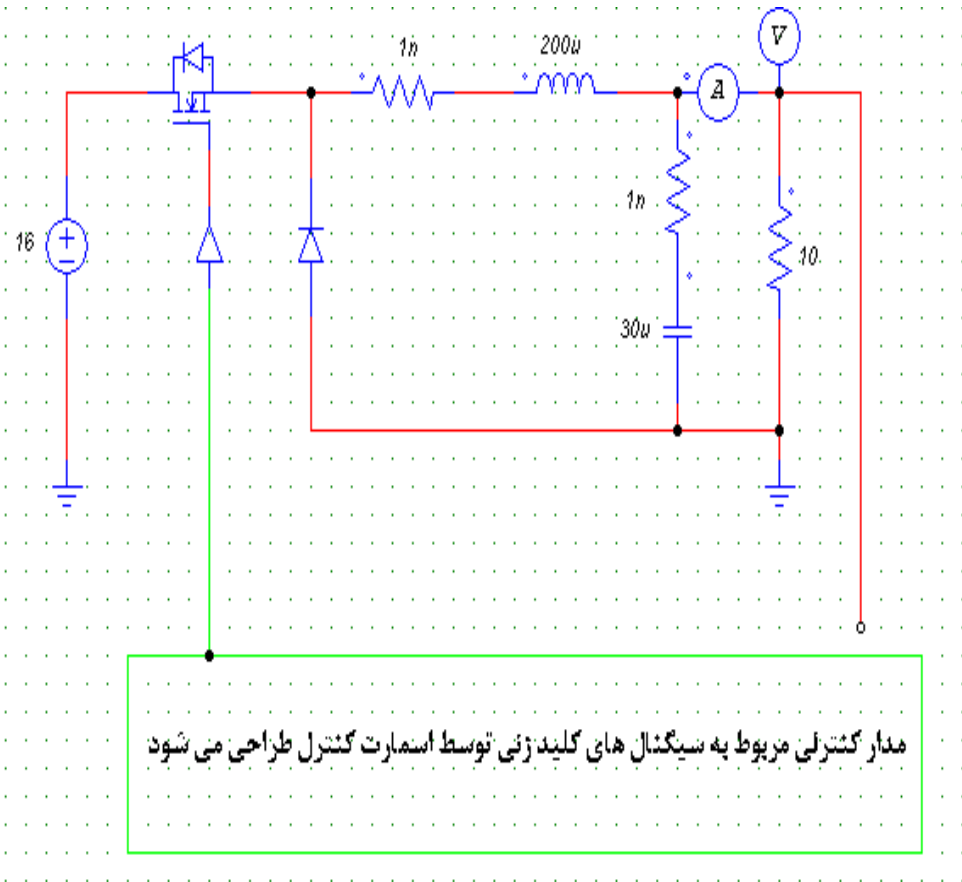 1n
200u
V
A
1n
16
10
30u
مدار کنترلی مربوط به سیگنال های کلید زنی توسط اسمارت کنترل طراحی می شود